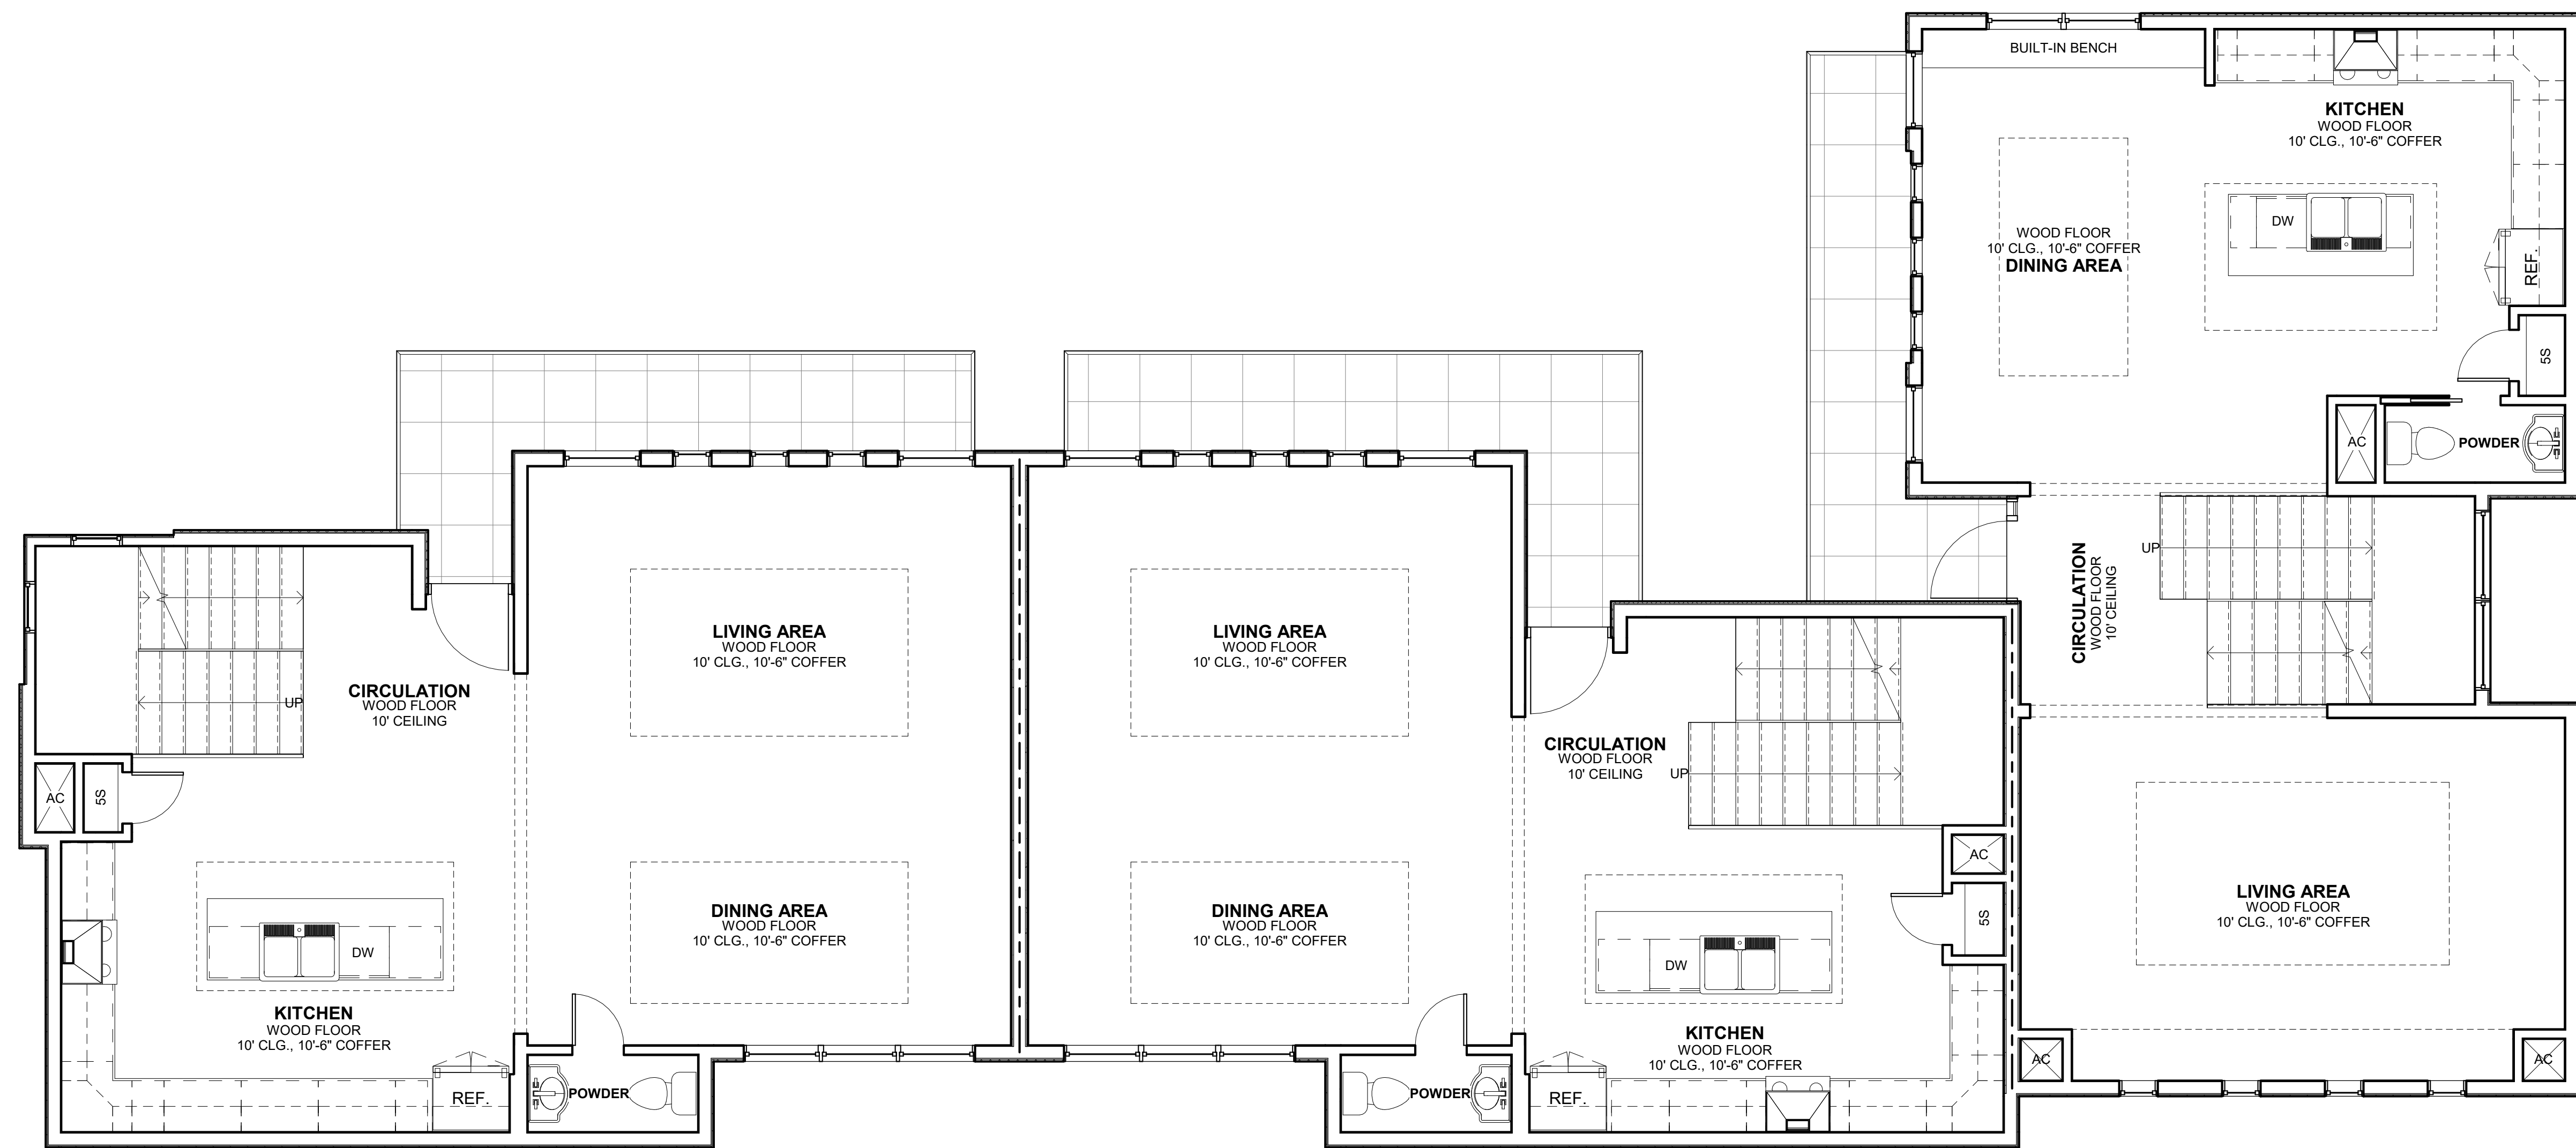 BUILT-IN BENCH
KITCHEN
WOOD FLOOR
10' CLG., 10'-6" COFFER
DW
WOOD FLOOR
10' CLG., 10'-6" COFFER
DINING AREA
REF.
5S
AC
POWDER
UP
CIRCULATION
WOOD FLOOR
10' CEILING
LIVING AREA
WOOD FLOOR
10' CLG., 10'-6" COFFER
AC
AC
LIVING AREA
WOOD FLOOR
10' CLG., 10'-6" COFFER
UP
CIRCULATION
WOOD FLOOR
10' CEILING
AC
5S
DINING AREA
WOOD FLOOR
10' CLG., 10'-6" COFFER
DW
KITCHEN
WOOD FLOOR
10' CLG., 10'-6" COFFER
REF.
POWDER
LIVING AREA
WOOD FLOOR
10' CLG., 10'-6" COFFER
CIRCULATION
WOOD FLOOR
10' CEILING
UP
DINING AREA
WOOD FLOOR
10' CLG., 10'-6" COFFER
AC
5S
DW
KITCHEN
WOOD FLOOR
10' CLG., 10'-6" COFFER
REF.
POWDER